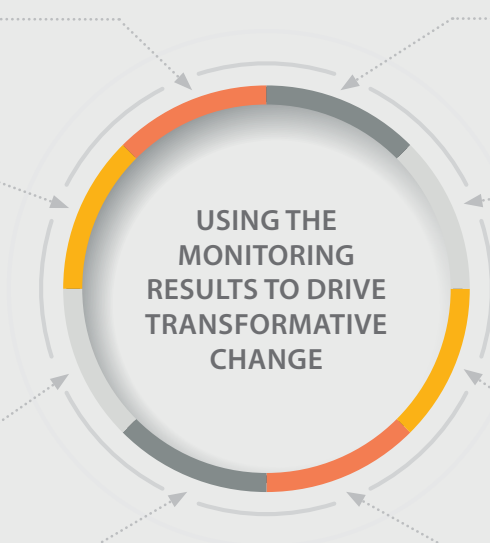 USING THE
MONITORING
RESULTS TO DRIVE
TRANSFORMATIVE
CHANGE